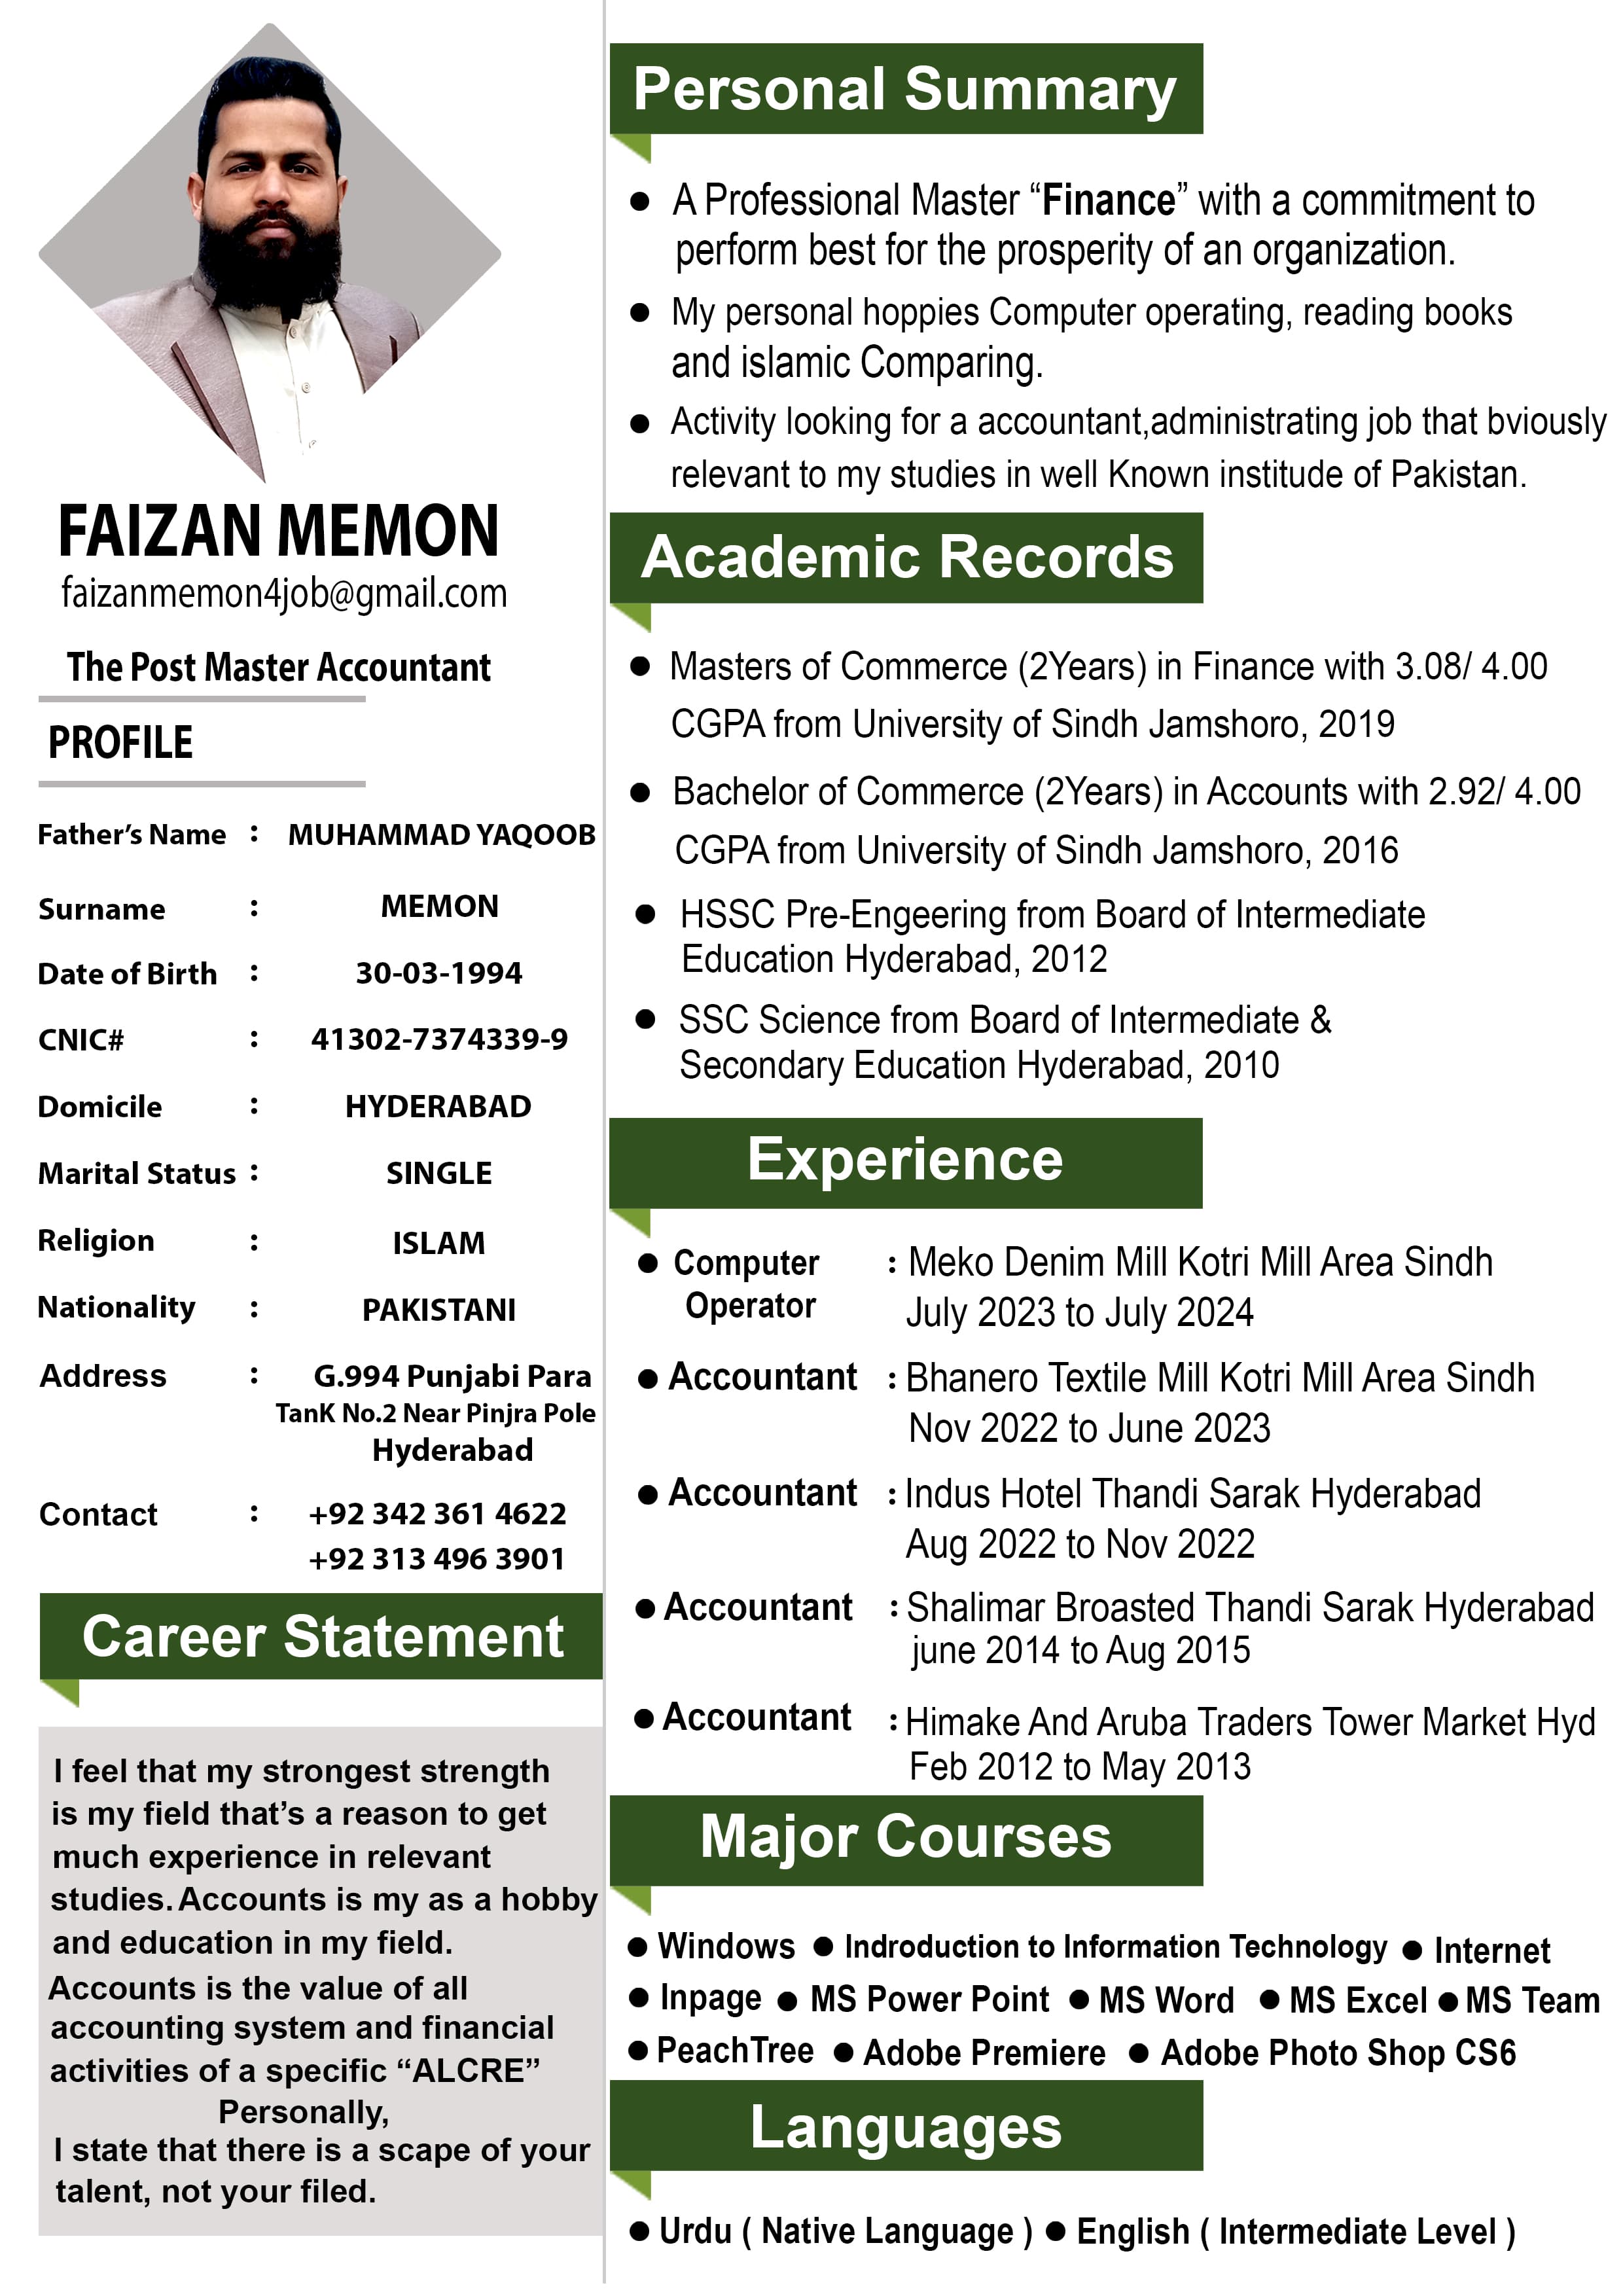 FAIZAN MEMON
faizanmemon4job@gmail.com
The Post Master Accountant
PROFILE
Father's Name : MUHAMMAD YAQOOB
Surname : MEMON
Date of Birth : 30-03-1994
CNIC# : 41302-7374339-9
Domicile : HYDERABAD
Marital Status : SINGLE
Religion : ISLAM
Nationality : PAKISTANI
Address : G.994 Punjabi Para
TanK No.2 Near Pinjra Pole
Hyderabad
Contact : +92 342 361 4622
+92 313 496 3901
Career Statement
I feel that my strongest strength
is my field that's a reason to get
much experience in relevant
studies. Accounts is my as a hobby
and education in my field.
Accounts is the value of all
accounting system and financial
activities of a specific “ALCRE”
Personally,
I state that there is a scape of your
talent, not your filed.
Personal Summary
● A Professional Master “Finance” with a commitment to
perform best for the prosperity of an organization.
● My personal hoppies Computer operating, reading books
and islamic Comparing.
● Activity looking for a accountant,administrating job that bviously
relevant to my studies in well Known institude of Pakistan.
Academic Records
● Masters of Commerce (2Years) in Finance with 3.08/ 4.00
CGPA from University of Sindh Jamshoro, 2019
● Bachelor of Commerce (2Years) in Accounts with 2.92/ 4.00
CGPA from University of Sindh Jamshoro, 2016
● HSSC Pre-Engeering from Board of Intermediate
Education Hyderabad, 2012
● SSC Science from Board of Intermediate &
Secondary Education Hyderabad, 2010
Experience
● Computer : Meko Denim Mill Kotri Mill Area Sindh
Operator July 2023 to July 2024
● Accountant : Bhanero Textile Mill Kotri Mill Area Sindh
Nov 2022 to June 2023
● Accountant : Indus Hotel Thandi Sarak Hyderabad
Aug 2022 to Nov 2022
● Accountant : Shalimar Broasted Thandi Sarak Hyderabad
june 2014 to Aug 2015
● Accountant : Himake And Aruba Traders Tower Market Hyd
Feb 2012 to May 2013
Major Courses
● Windows ● Indroduction to Information Technology ● Internet
● Inpage ● MS Power Point ● MS Word ● MS Excel ● MS Team
● PeachTree ● Adobe Premiere ● Adobe Photo Shop CS6
Languages
● Urdu ( Native Language ) ● English ( Intermediate Level )